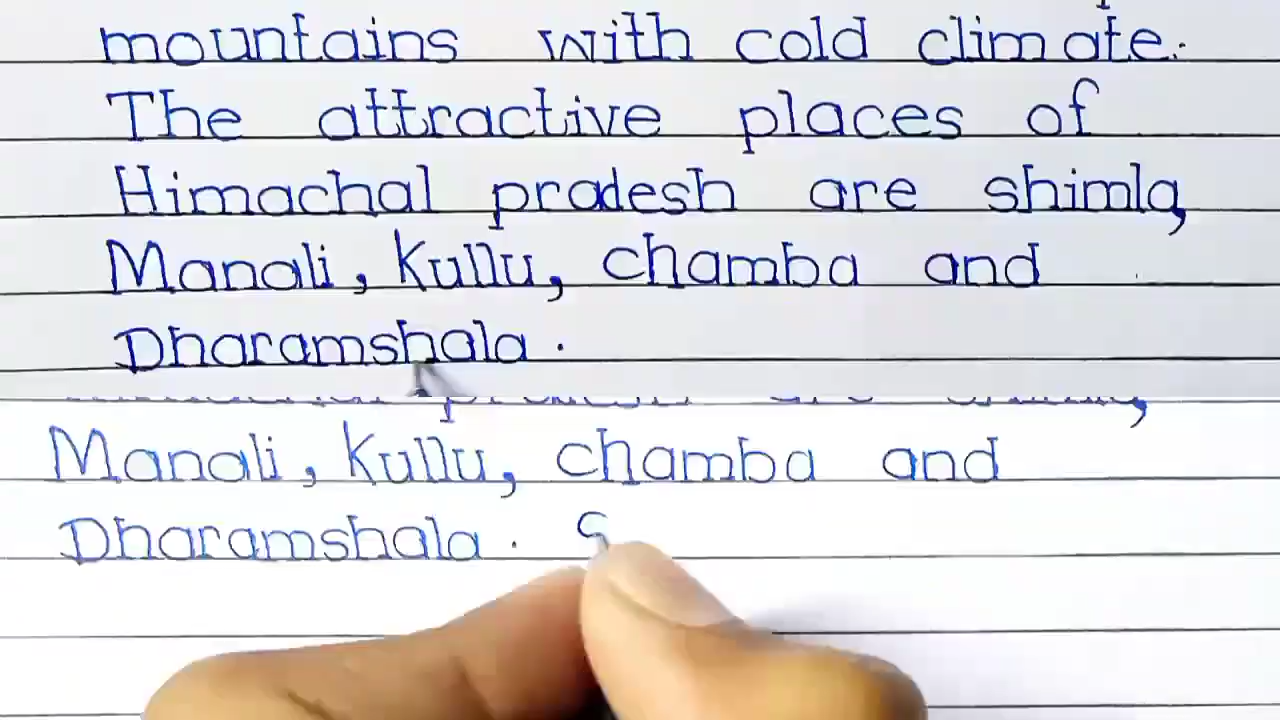 mountains with cold climate.
The attractive places of
Himachal pradesh are shimla,
Manali, Kullu, chamba and
Dharamshala.
Manali, Kullu, chamba and
Dharamshala. S